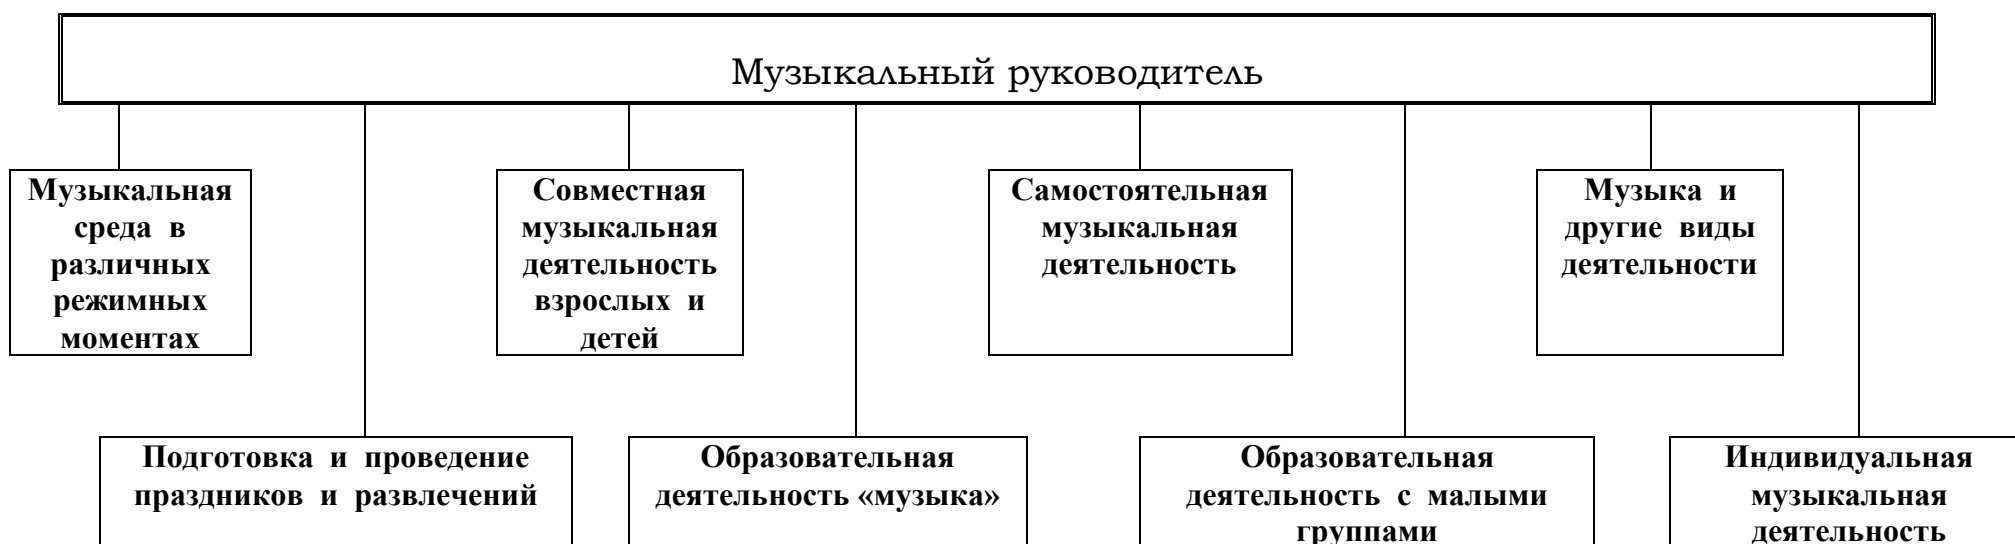 Музыкальный руководитель
Музыкальная
среда в
различных
режимных
моментах
Совместная
музыкальная
деятельность
взрослых и
детей
Самостоятельная
музыкальная
деятельность
Музыка и
другие виды
деятельности
Подготовка и проведение
праздников и развлечений
Образовательная
деятельность «музыка»
Образовательная
деятельность с малыми
группами
Индивидуальная
музыкальная
деятельность